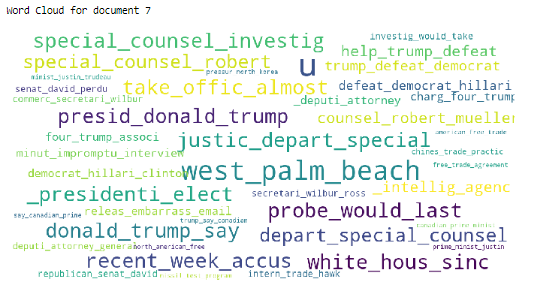 Word Cloud for document 7
special_counsel_investig
investig_would_take
special_counsel_robert
u
help_trump_defeat
trump_defeat_democrat
minist_justin_trudeau
pressur_north_korea
senat_david_perdu
take_offic_almost
defeat_democrat_hillari
commerc_secretari_wilbur
_deputi_attorney
charg_four_trump
presid_donald_trump
counsel_robert_mueller
four_trump_associ
justic_depart_special
american_free_trade
minut_impromptu_interview
chines_trade_practic
west_palm_beach
free_trade_agreement
democrat_hillari_clinton
_presidenti_elect
secretari_wilbur_ross
_intellig_agenc
say_canadian_prime
releas_embarrass_email
trump_say_canadian
probe_would_last
donald_trump_say
canadian_prime_minist
depart_special_counsel
deputi_attorney_general
north_american_free
prime_minist_justin
recent_week_accus
white_hous_sinc
republican_senat_david
intern_trade_hawk